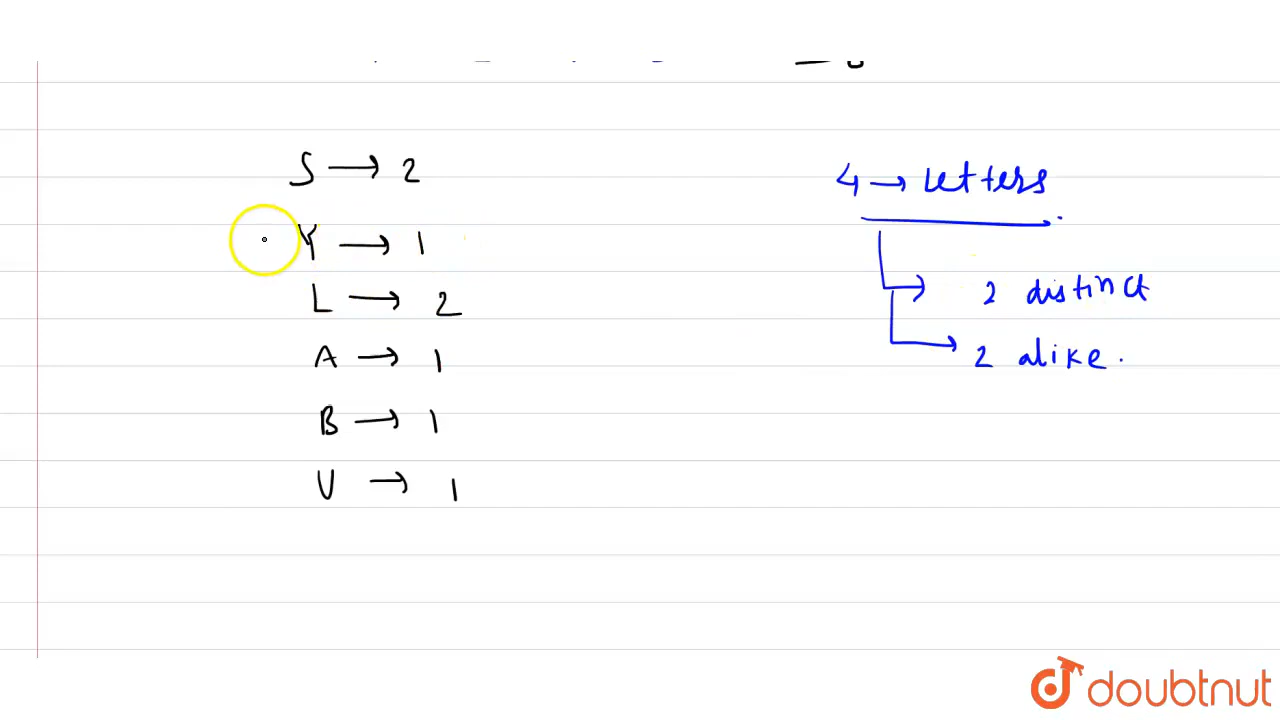 S → 2
Y → 1
L → 2
A → 1
B → 1
U → 1
4 → Letters
2 distinct
2 alike.
doubtnut